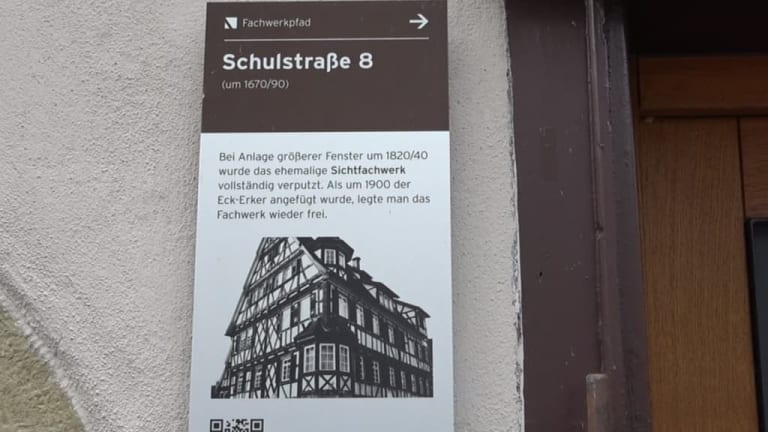 Fachwerkpfad
Schulstraße 8
(um 1670/90)
Bei Anlage größerer Fenster um 1820/40
wurde das ehemalige Sichtfachwerk
vollständig verputzt. Als um 1900 der
Eck-Erker angefügt wurde, legte man das
Fachwerk wieder frei.